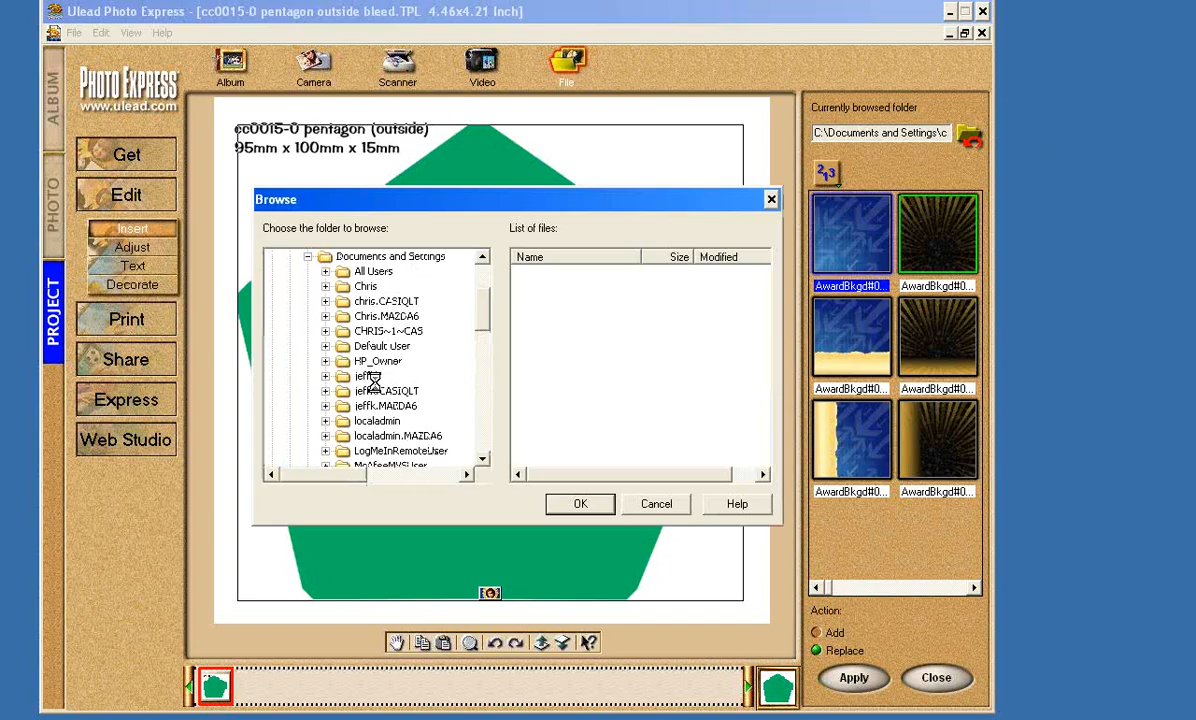 Ulead Photo Express - [cc0015-0 pentagon outside bleed.TPL 4.46x4.21 Inch]
File Edit View Help
ALBUM
PHOTO
PROJECT
PHOTO EXPRESS
www.ulead.com
Album Camera Scanner Video File
Get
Edit
Insert
Adjust
Text
Decorate
Print
Share
Express
Web Studio
cc0015-0 pentagon (outside)
95mm x 100mm x 15mm
Browse
Choose the folder to browse:
Documents and Settings
All Users
Chris
chris.CASIQLT
Chris.MAZDA6
CHRIS~1~CAS
Default User
HP_Owner
jeffk.MAZDA6
localadmin
localadmin.MAZDA6
LogMeInRemoteUser
McAfeeMVSUser
List of files:
Name Size Modified
OK Cancel Help
Currently browsed folder
C:\Documents and Settings\c
213
AwardBkgd#0... AwardBkgd#0...
AwardBkgd#0... AwardBkgd#0...
AwardBkgd#0... AwardBkgd#0...
Action:
Add
Replace
Apply Close